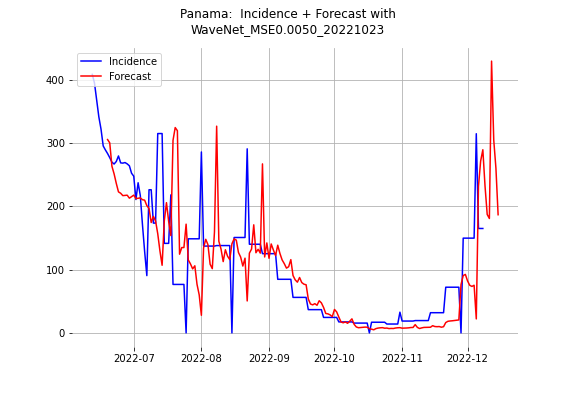 Panama:  Incidence + Forecast with
WaveNet_MSE0.0050_20221023
Incidence
Forecast
400
300
200
100
0
2022-07 2022-08 2022-09 2022-10 2022-11 2022-12